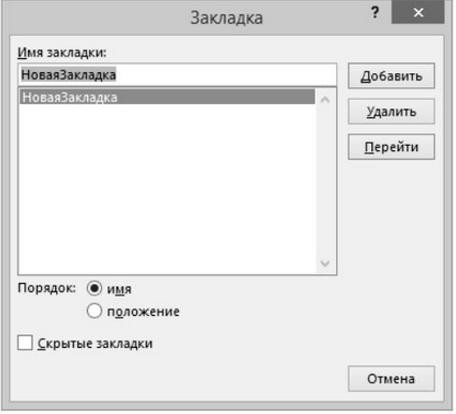 Закладка
? ×
Имя закладки:
НоваяЗакладка
Добавить
НоваяЗакладка
Удалить
Перейти
Порядок: имя
положение
Скрытые закладки
Отмена